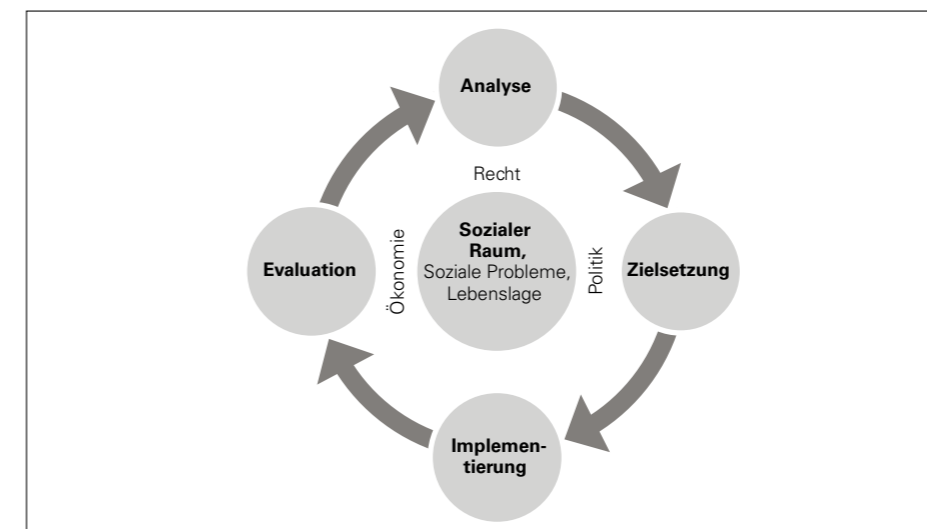 Analyse
Recht
Ökonomie
Sozialer
Raum,
Soziale Probleme,
Lebenslage
Politik
Evaluation
Zielsetzung
Implemen-
tierung